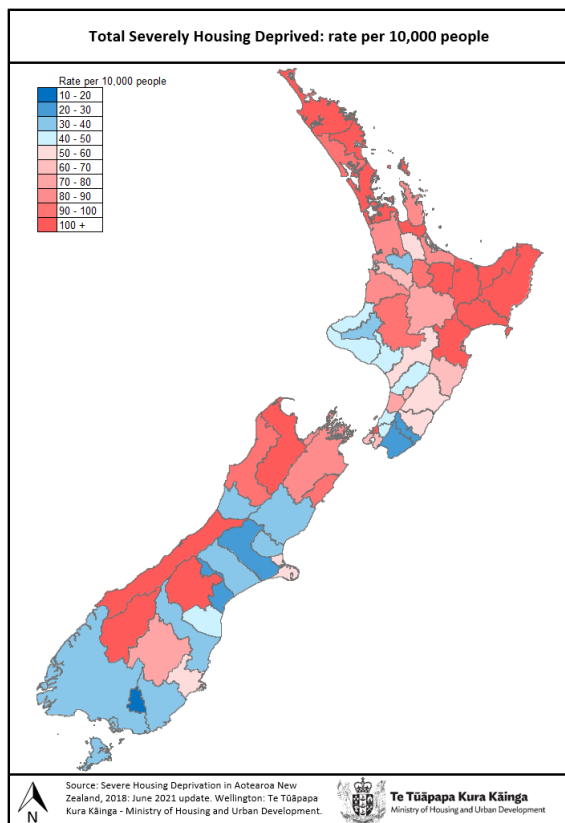 Total Severely Housing Deprived: rate per 10,000 people
Rate per 10,000 people
10 - 20
20 - 30
30 - 40
40 - 50
50 - 60
60 - 70
70 - 80
80 - 90
90 - 100
100 +
N
Source: Severe Housing Deprivation in Aotearoa New
Zealand, 2018: June 2021 update. Wellington: Te Tūāpapa
Kura Kāinga - Ministry of Housing and Urban Development.
Te Tūāpapa Kura Kāinga
Ministry of Housing and Urban Development